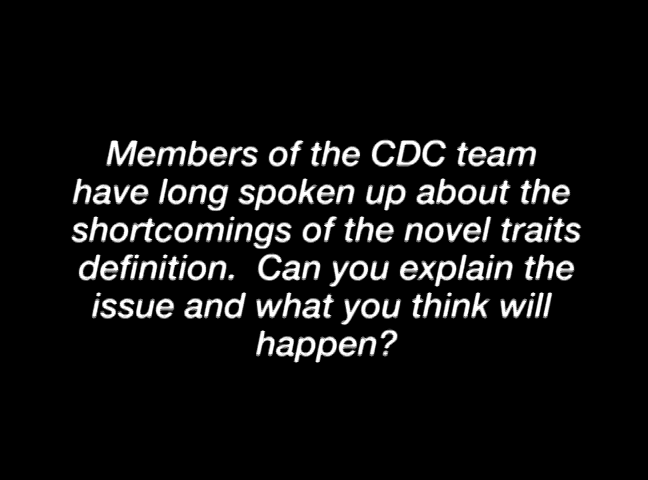 Members of the CDC team
have long spoken up about the
shortcomings of the novel traits
definition.  Can you explain the
issue and what you think will
happen?